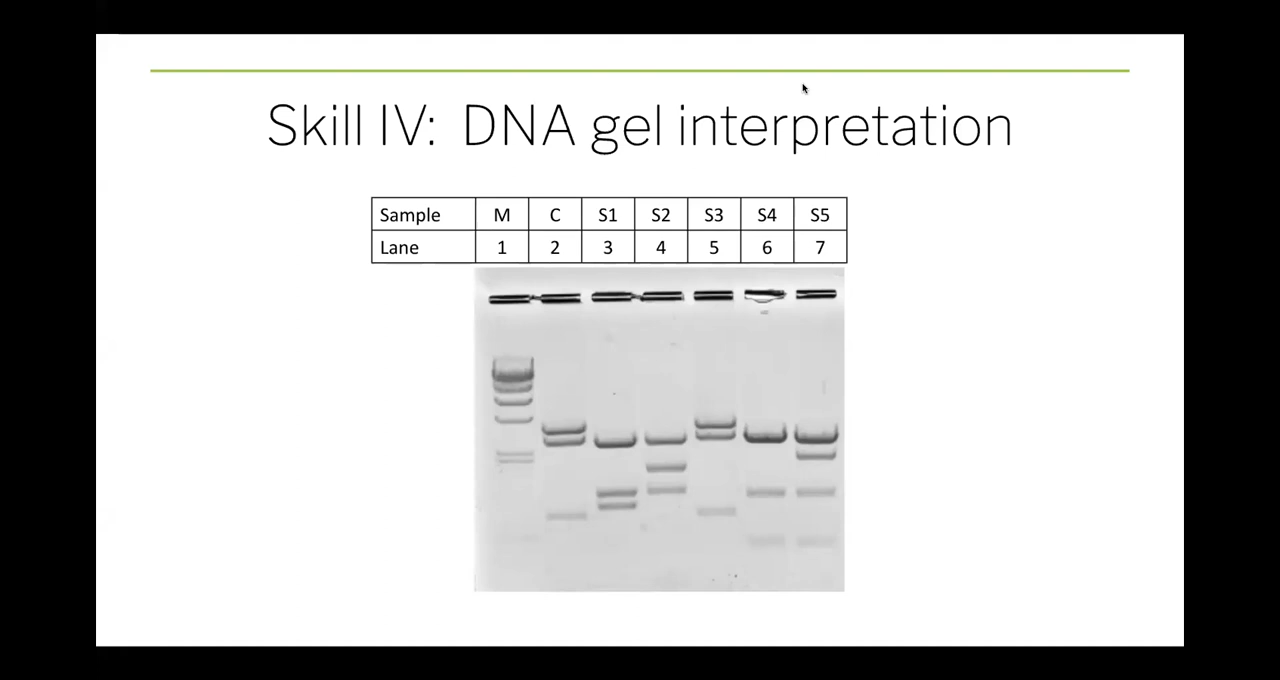 Skill IV: DNA gel interpretation
Sample M C S1 S2 S3 S4 S5
Lane 1 2 3 4 5 6 7